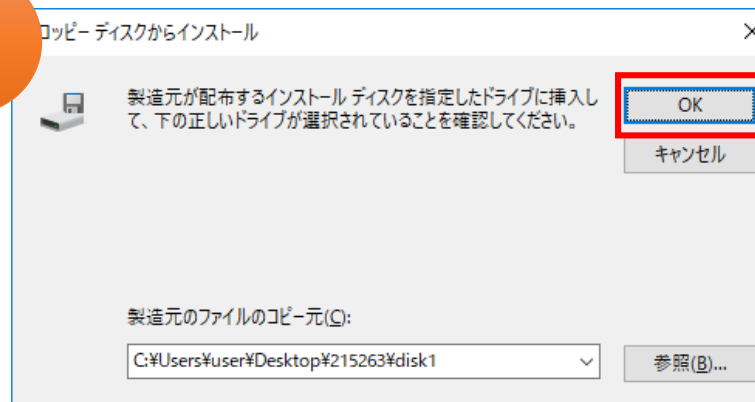 ロッピー ディスクからインストール
製造元が配布するインストール ディスクを指定したドライブに挿入し
て、下の正しいドライブが選択されていることを確認してください。
OK
キャンセル
製造元のファイルのコピー元(C):
C:¥Users¥user¥Desktop¥215263¥disk1
参照(B)...